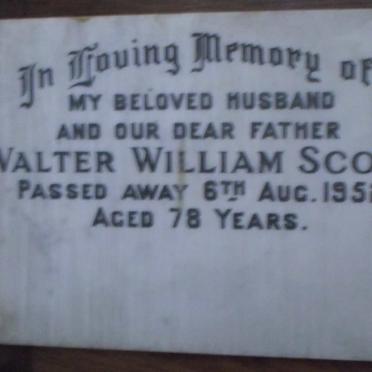 In Loving Memory of
MY BELOVED HUSBAND
AND OUR DEAR FATHER
WALTER WILLIAM SCO
PASSED AWAY 6TH AUG. 195
AGED 78 YEARS.